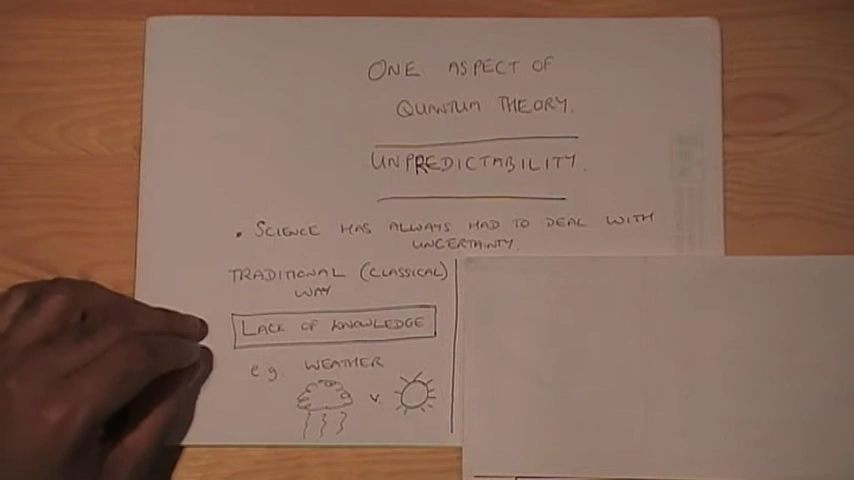 ONE ASPECT OF
QUANTUM THEORY.
UNPREDICTABILITY.
• SCIENCE HAS ALWAYS HAD TO DEAL WITH
UNCERTAINTY.
TRADITIONAL (CLASSICAL)
WAY
LACK OF KNOWLEDGE
e.g. WEATHER
v.